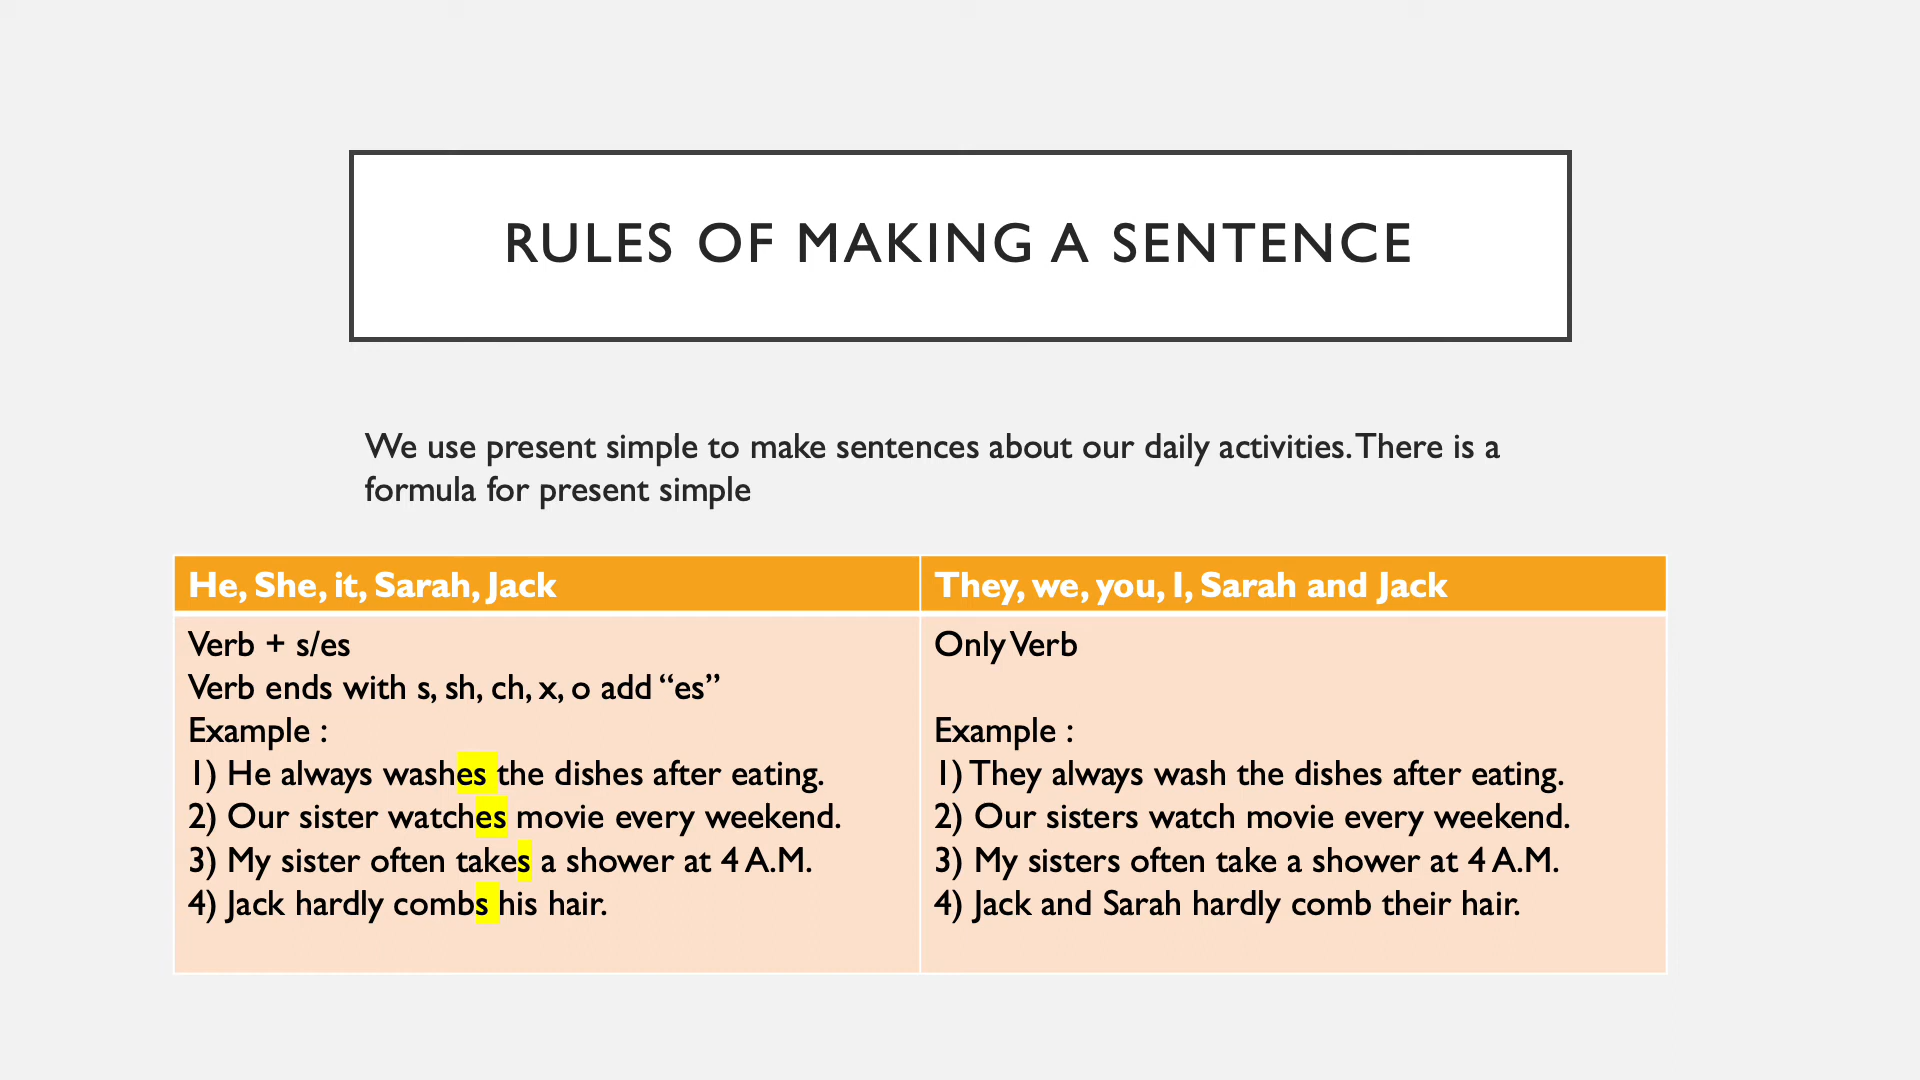 RULES OF MAKING A SENTENCE
We use present simple to make sentences about our daily activities. There is a
formula for present simple
He, She, it, Sarah, Jack
Verb + s/es
Verb ends with s, sh, ch, x, o add “es”
Example :
1) He always washes the dishes after eating.
2) Our sister watches movie every weekend.
3) My sister often takes a shower at 4 A.M.
4) Jack hardly combs his hair.
They, we, you, I, Sarah and Jack
Only Verb
Example :
1) They always wash the dishes after eating.
2) Our sisters watch movie every weekend.
3) My sisters often take a shower at 4 A.M.
4) Jack and Sarah hardly comb their hair.